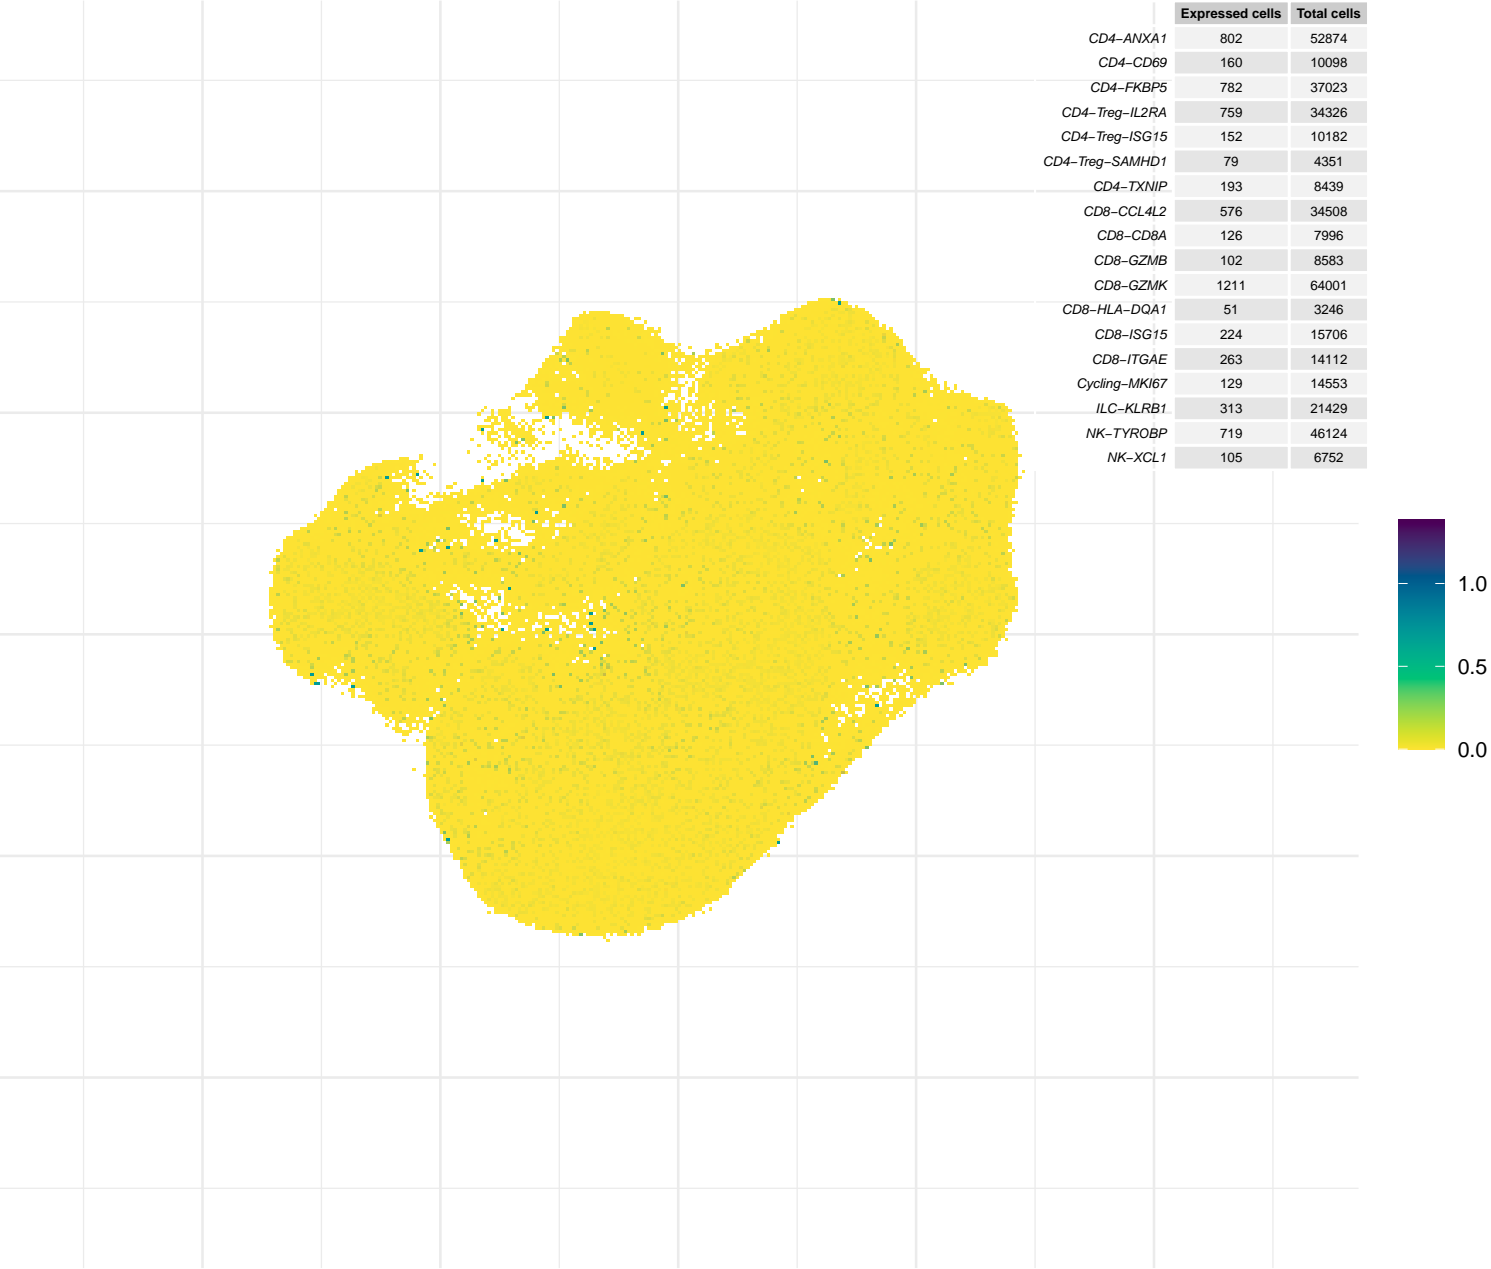 Expressed cells Total cells
CD4−ANXA1 802 52874
CD4−CD69 160 10098
CD4−FKBP5 782 37023
CD4−Treg−IL2RA 759 34326
CD4−Treg−ISG15 152 10182
CD4−Treg−SAMHD1 79 4351
CD4−TXNIP 193 8439
CD8−CCL4L2 576 34508
CD8−CD8A 126 7996
CD8−GZMB 102 8583
CD8−GZMK 1211 64001
CD8−HLA−DQA1 51 3246
CD8−ISG15 224 15706
CD8−ITGAE 263 14112
Cycling−MKI67 129 14553
ILC−KLRB1 313 21429
NK−TYROBP 719 46124
NK−XCL1 105 6752
1.0
0.5
0.0